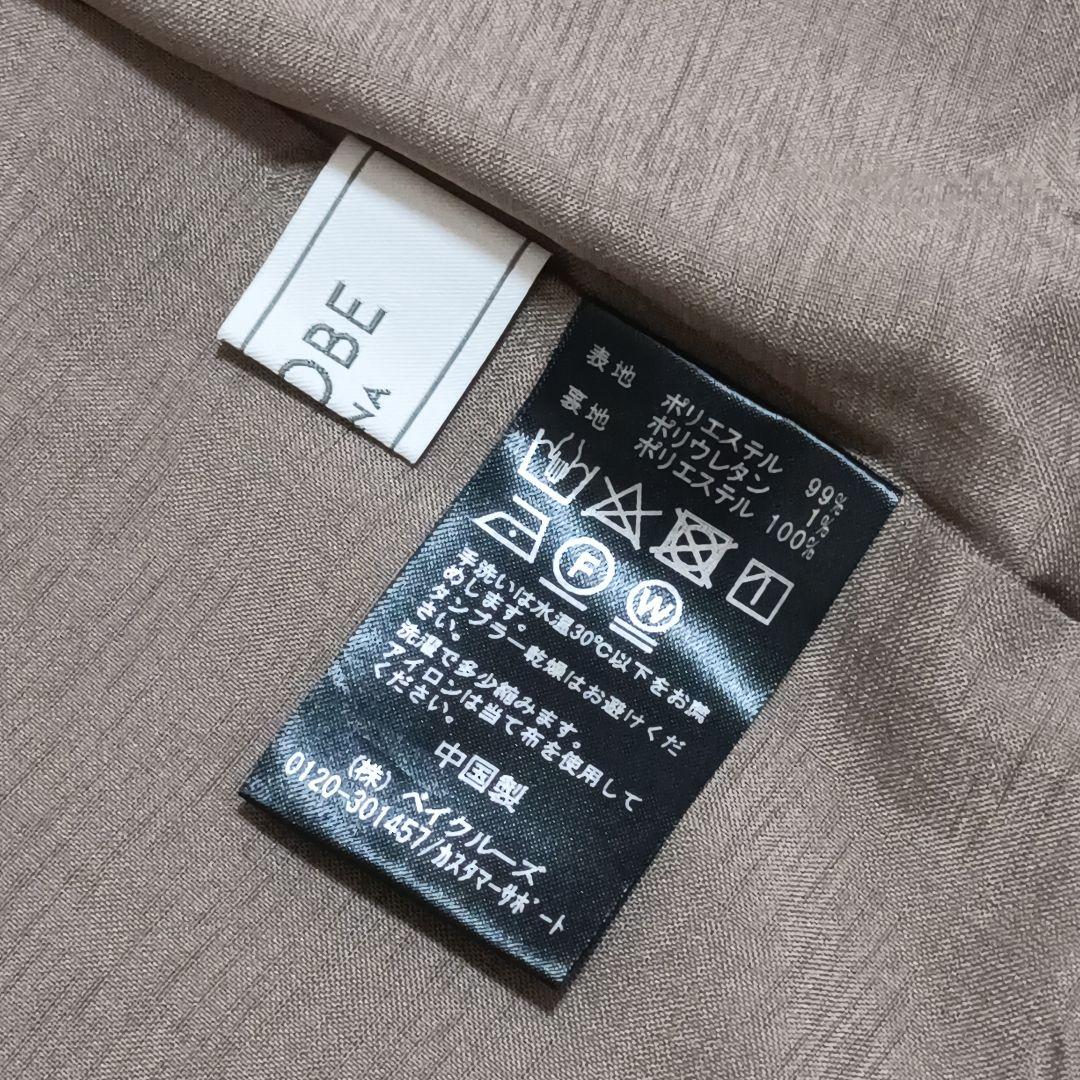 OBE
NA
表地 ポリエステル 99%
ポリウレタン 1%
裏地 ポリエステル 100%
F
W
手洗いは水温30℃以下をお薦
めします。
タンブラー乾燥はお避けくだ
さい。
洗濯で多少縮みます。
アイロンは当て布を使用して
ください。
中国製
(株)ベイクルーズ
0120-301457/カスタマーサポート